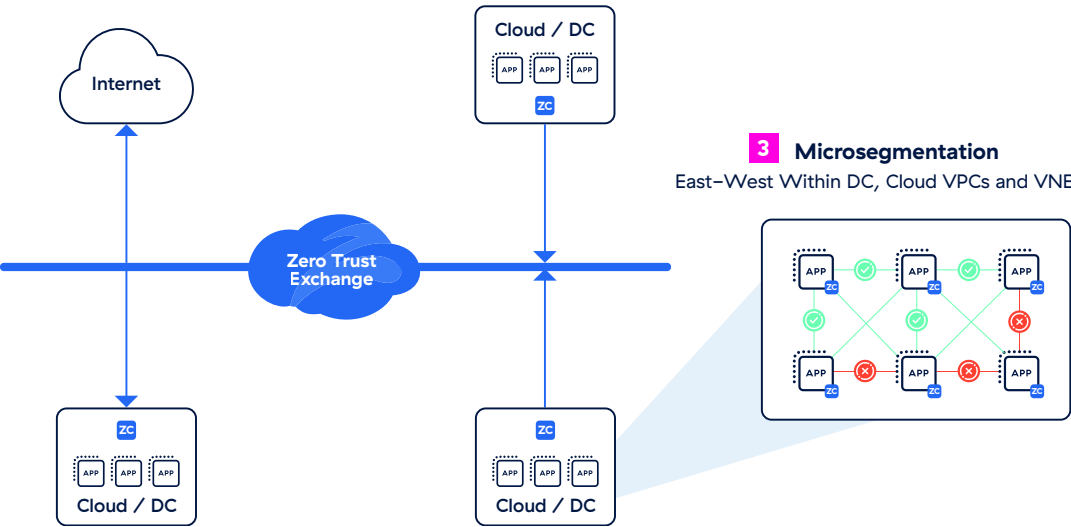 Cloud / DC
APP APP APP
ZC
Internet
3 Microsegmentation
East-West Within DC, Cloud VPCs and VNE
Zero Trust
Exchange
APP APP APP
ZC ZC ZC
APP APP APP
ZC ZC ZC
ZC
APP APP APP
Cloud / DC
ZC
APP APP APP
Cloud / DC